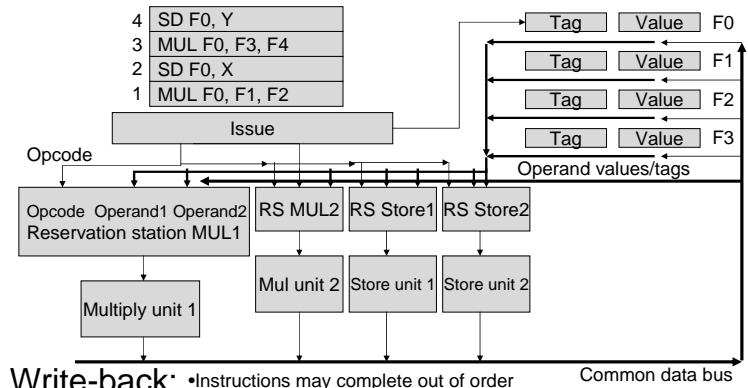 4 SD F0, Y
3 MUL F0, F3, F4
2 SD F0, X
1 MUL F0, F1, F2
Tag Value F0
Tag Value F1
Tag Value F2
Tag Value F3
Issue
Opcode
Operand values/tags
Opcode Operand1 Operand2
Reservation station MUL1
RS MUL2
RS Store1
RS Store2
Multiply unit 1
Mul unit 2
Store unit 1
Store unit 2
Common data bus
Write-back: •Instructions may complete out of order